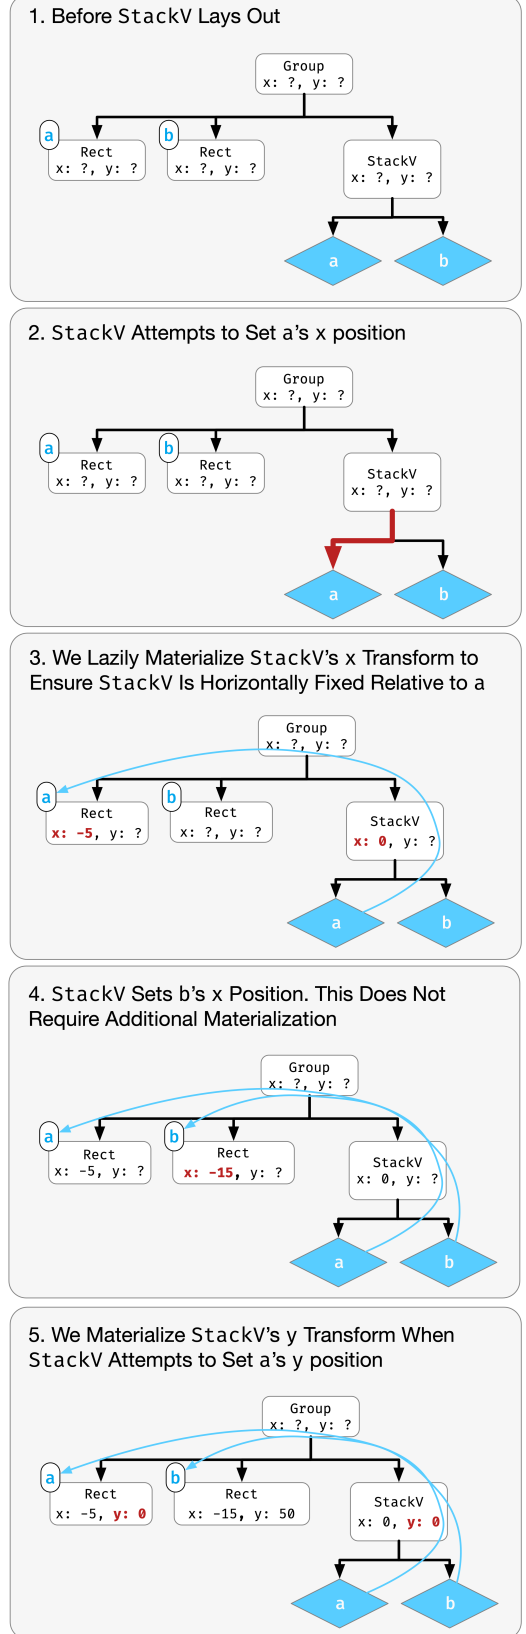 1. Before StackV Lays Out
Group
x: ?, y: ?
a
b
Rect
x: ?, y: ?
Rect
x: ?, y: ?
StackV
x: ?, y: ?
a
b
2. StackV Attempts to Set a's x position
Group
x: ?, y: ?
a
b
Rect
x: ?, y: ?
Rect
x: ?, y: ?
StackV
x: ?, y: ?
a
b
3. We Lazily Materialize StackV's x Transform to
Ensure StackV Is Horizontally Fixed Relative to a
Group
x: ?, y: ?
a
b
Rect
x: -5, y: ?
Rect
x: ?, y: ?
StackV
x: 0, y: ?
a
b
4. StackV Sets b's x Position. This Does Not
Require Additional Materialization
Group
x: ?, y: ?
a
b
Rect
x: -5, y: ?
Rect
x: -15, y: ?
StackV
x: 0, y: ?
a
b
5. We Materialize StackV's y Transform When
StackV Attempts to Set a's y position
Group
x: ?, y: ?
a
b
Rect
x: -5, y: 0
Rect
x: -15, y: 50
StackV
x: 0, y: 0
a
b